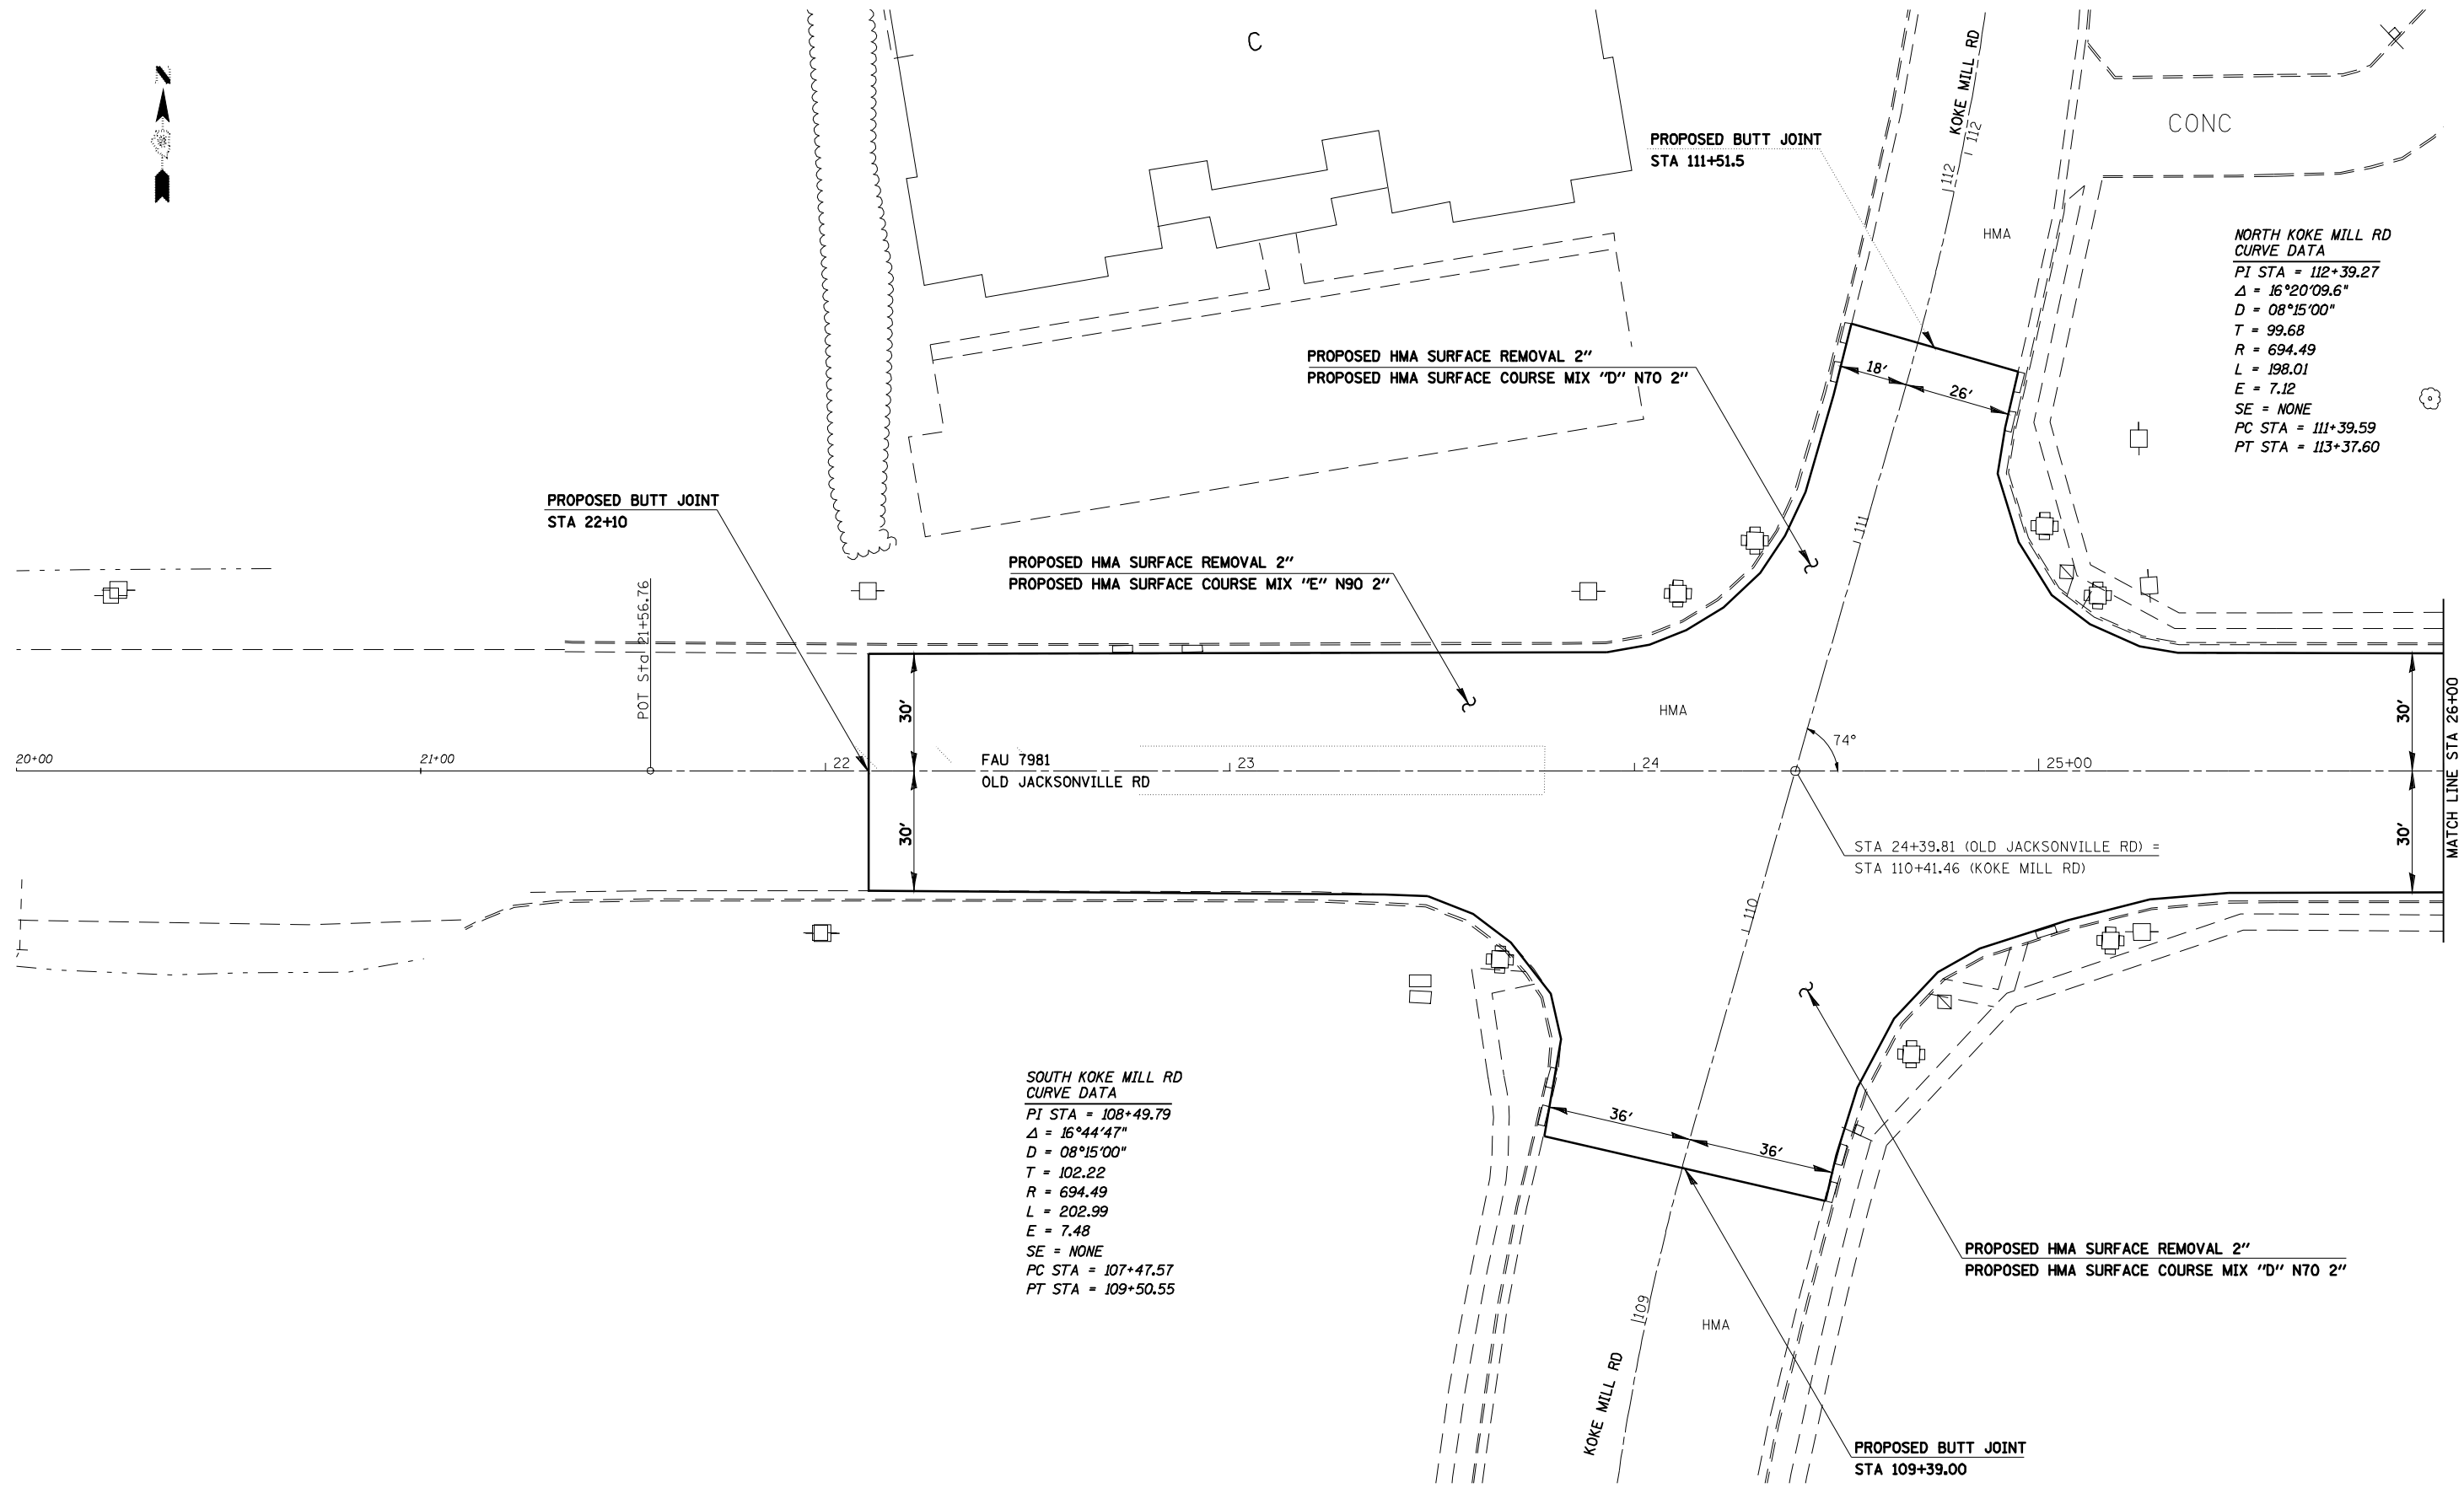 N
C
KOKE MILL RD
112
112
CONC
PROPOSED BUTT JOINT
STA 111+51.5
HMA
NORTH KOKE MILL RD
CURVE DATA
PI STA = 112+39.27
Δ = 16°20'09.6"
D = 08°15'00"
T = 99.68
R = 694.49
L = 198.01
E = 7.12
SE = NONE
PC STA = 111+39.59
PT STA = 113+37.60
PROPOSED HMA SURFACE REMOVAL 2"
PROPOSED HMA SURFACE COURSE MIX "D" N70 2"
18'
26'
PROPOSED BUTT JOINT
STA 22+10
111
PROPOSED HMA SURFACE REMOVAL 2"
PROPOSED HMA SURFACE COURSE MIX "E" N90 2"
POT Sta 21+56.76
30'
HMA
30'
MATCH LINE STA 26+00
74°
20+00
21+00
22
FAU 7981
OLD JACKSONVILLE RD
23
24
25+00
30'
30'
STA 24+39.81 (OLD JACKSONVILLE RD) =
STA 110+41.46 (KOKE MILL RD)
110
SOUTH KOKE MILL RD
CURVE DATA
PI STA = 108+49.79
Δ = 16°44'47"
D = 08°15'00"
T = 102.22
R = 694.49
L = 202.99
E = 7.48
SE = NONE
PC STA = 107+47.57
PT STA = 109+50.55
36'
36'
PROPOSED HMA SURFACE REMOVAL 2"
PROPOSED HMA SURFACE COURSE MIX "D" N70 2"
109
HMA
KOKE MILL RD
PROPOSED BUTT JOINT
STA 109+39.00